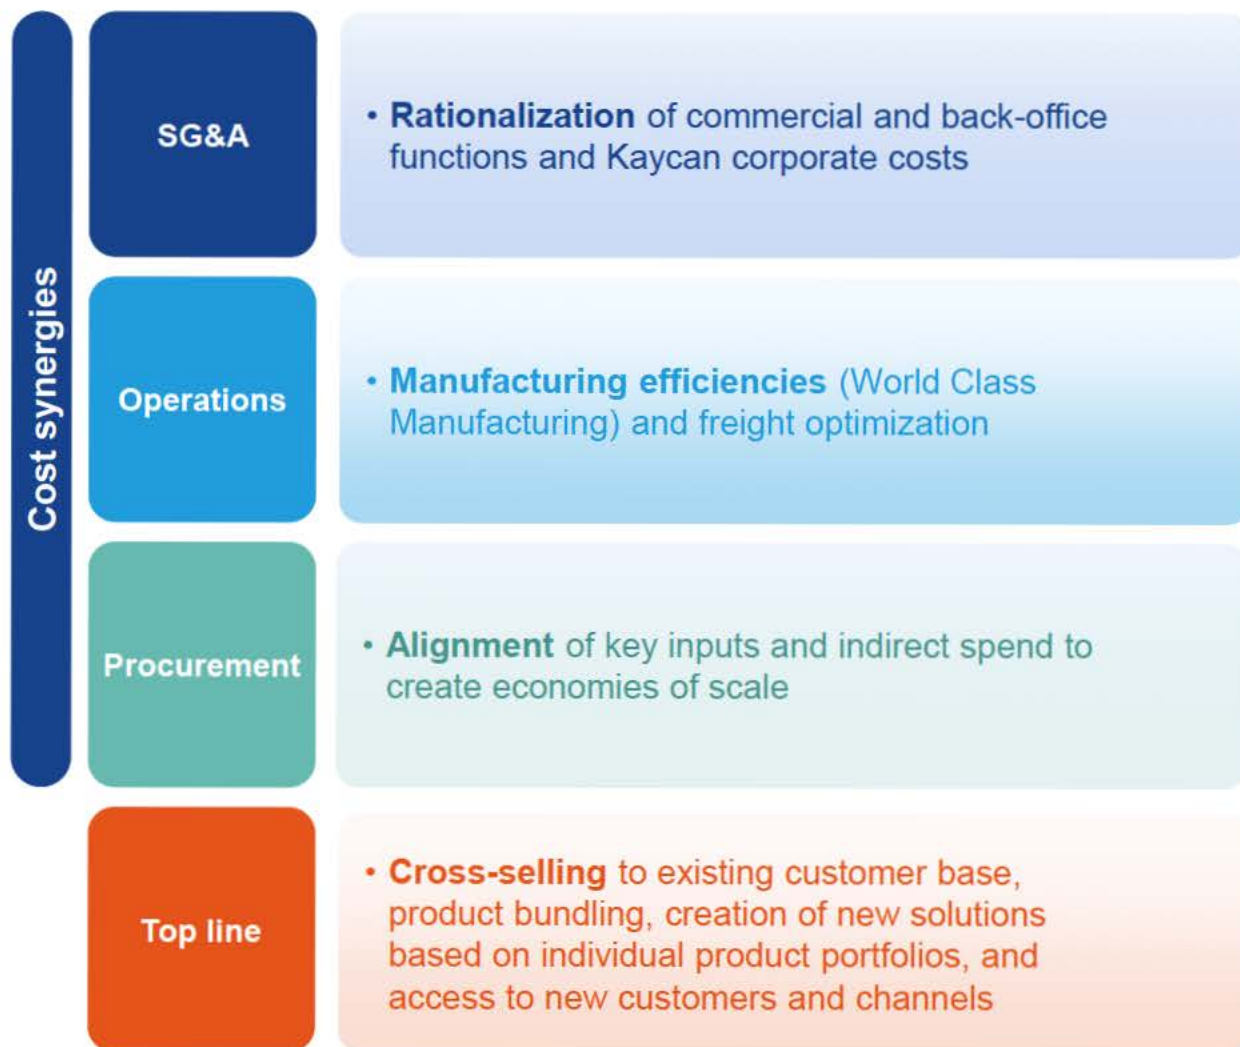 Cost synergies
SG&A
• Rationalization of commercial and back-office
functions and Kaycan corporate costs
Operations
• Manufacturing efficiencies (World Class
Manufacturing) and freight optimization
Procurement
• Alignment of key inputs and indirect spend to
create economies of scale
Top line
• Cross-selling to existing customer base,
product bundling, creation of new solutions
based on individual product portfolios, and
access to new customers and channels